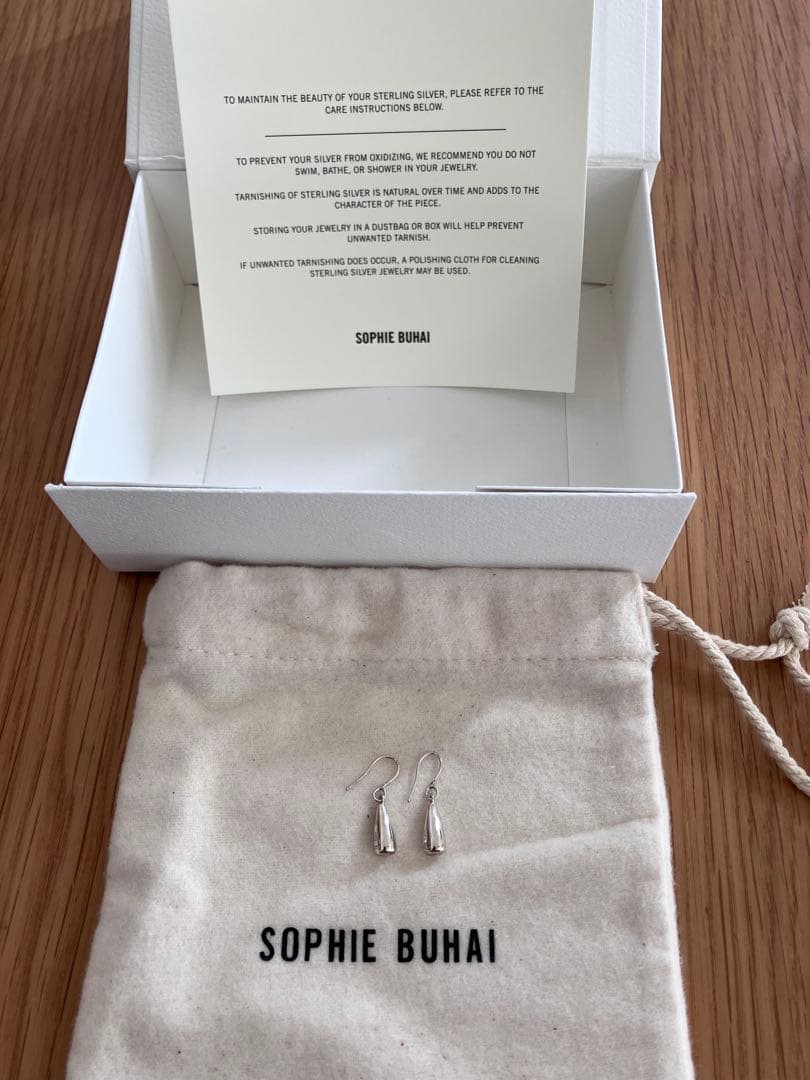 TO MAINTAIN THE BEAUTY OF YOUR STERLING SILVER, PLEASE REFER TO THE
CARE INSTRUCTIONS BELOW.
TO PREVENT YOUR SILVER FROM OXIDIZING, WE RECOMMEND YOU DO NOT
SWIM, BATHE, OR SHOWER IN YOUR JEWELRY.
TARNISHING OF STERLING SILVER IS NATURAL OVER TIME AND ADDS TO THE
CHARACTER OF THE PIECE.
STORING YOUR JEWELRY IN A DUSTBAG OR BOX WILL HELP PREVENT
UNWANTED TARNISH.
IF UNWANTED TARNISHING DOES OCCUR, A POLISHING CLOTH FOR CLEANING
STERLING SILVER JEWELRY MAY BE USED.
SOPHIE BUHAI
SOPHIE BUHAI